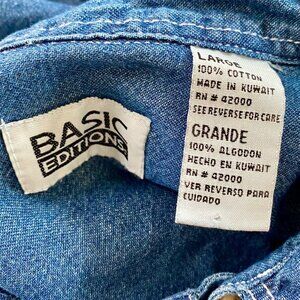 BASIC
EDITIONS
LARGE
100% COTTON
MADE IN KUWAIT
RN # 42000
SEE REVERSE FOR CARE
GRANDE
100% ALGODON
HECHO EN KUWAIT
RN # 42000
VER REVERSO PARA
CUIDADO